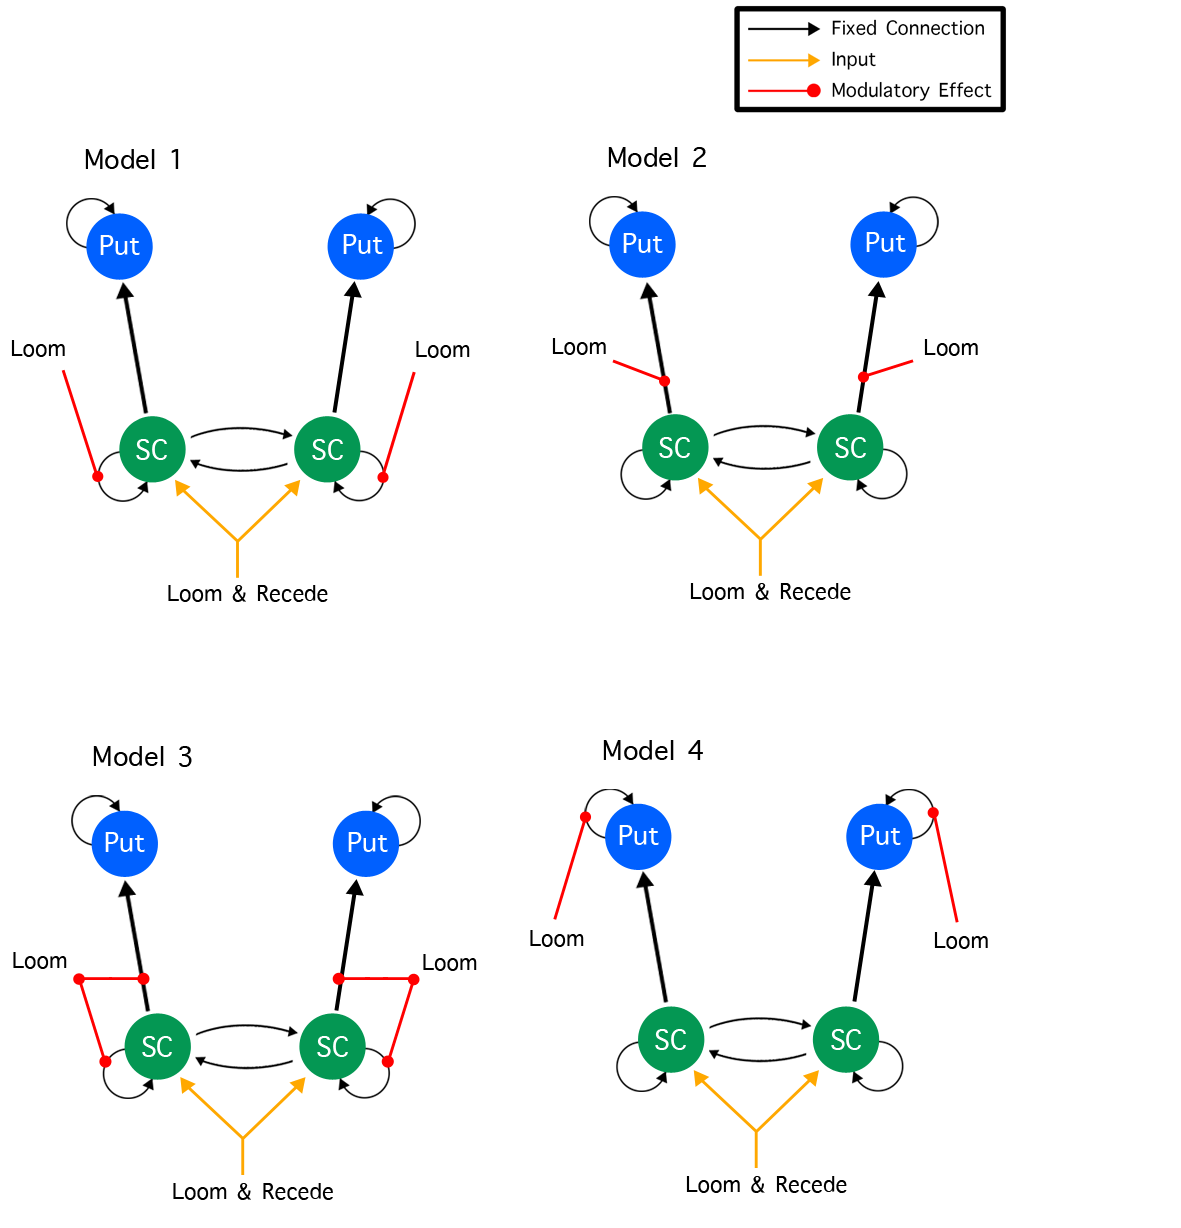 Fixed Connection
Input
Modulatory Effect
Model 1
Put
Put
Loom
Loom
SC
SC
Loom & Recede
Model 2
Put
Put
Loom
Loom
SC
SC
Loom & Recede
Model 3
Put
Put
Loom
Loom
SC
SC
Loom & Recede
Model 4
Put
Put
Loom
Loom
SC
SC
Loom & Recede